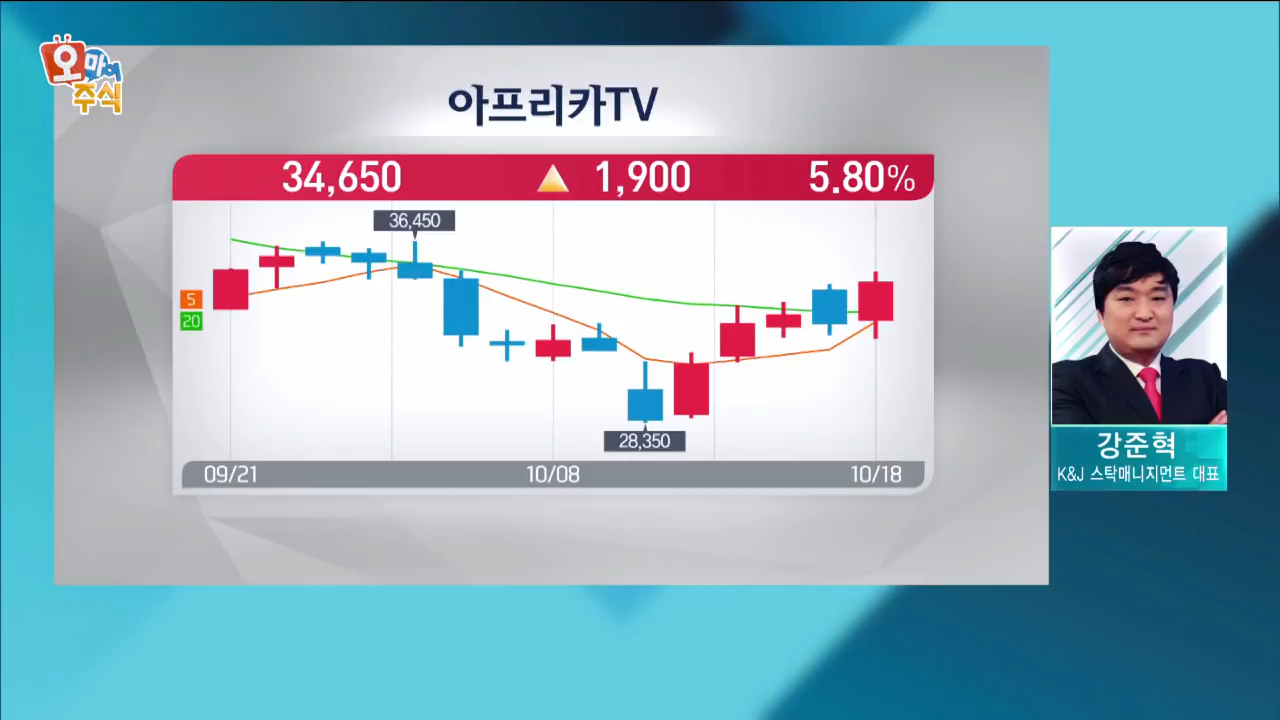 오마이
주식
아프리카TV
34,650 ▲ 1,900 5.80%
36,450
5
20
28,350
09/21 10/08 10/18
강준혁
K&J 스탁매니지먼트 대표